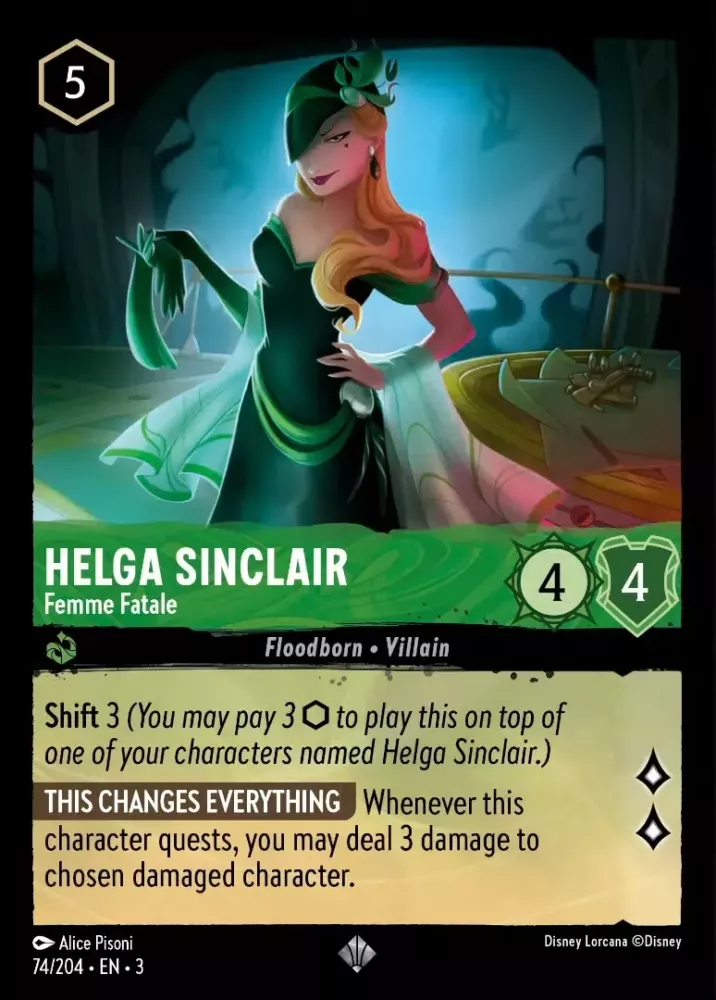 5
HELGA SINCLAIR
Femme Fatale
4
4
Floodborn • Villain
Shift 3 (You may pay 3 ⬡ to play this on top of
one of your characters named Helga Sinclair.)
THIS CHANGES EVERYTHING Whenever this
character quests, you may deal 3 damage to
chosen damaged character.
Alice Pisoni
Disney Lorcana ©Disney
74/204 • EN • 3